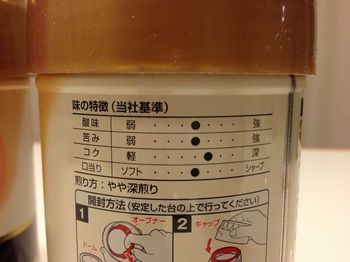 味の特徴（当社基準）
酸味 弱 ・・・・●・・・・ 強
苦み 弱 ・・・・●・・・・ 強
コク 軽 ・・・・・●・・・ 深
口当り ソフト ・・・・●・・・・ シャープ
煎り方：やや深煎り
開封方法（安定した台の上で行ってください）
1 オープナー 2 キャップ
ドーム